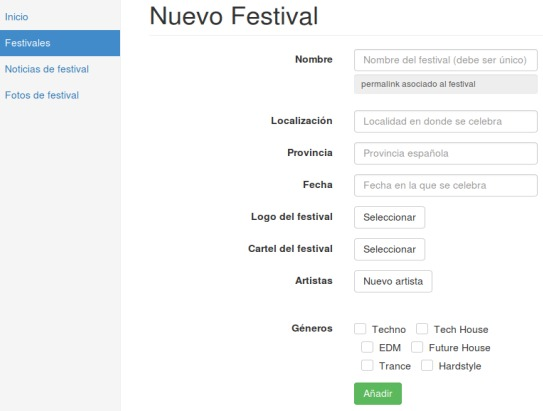 Inicio
Festivales
Noticias de festival
Fotos de festival
Nuevo Festival
Nombre
Nombre del festival (debe ser único)
permalink asociado al festival
Localización
Localidad en donde se celebra
Provincia
Provincia española
Fecha
Fecha en la que se celebra
Logo del festival
Seleccionar
Cartel del festival
Seleccionar
Artistas
Nuevo artista
Géneros
Techno Tech House
EDM Future House
Trance Hardstyle
Añadir